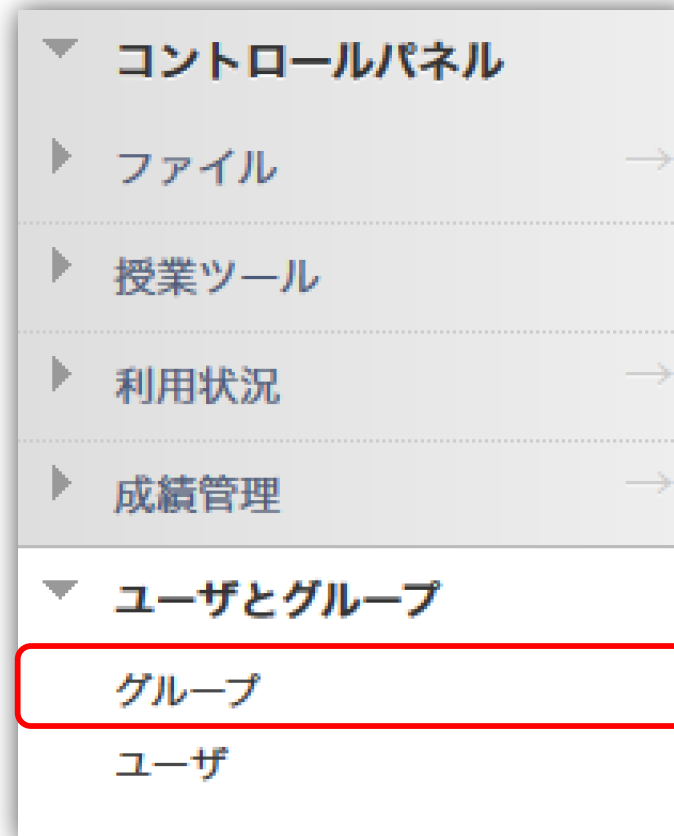 コントロールパネル
ファイル
授業ツール
利用状況
成績管理
ユーザとグループ
グループ
ユーザ